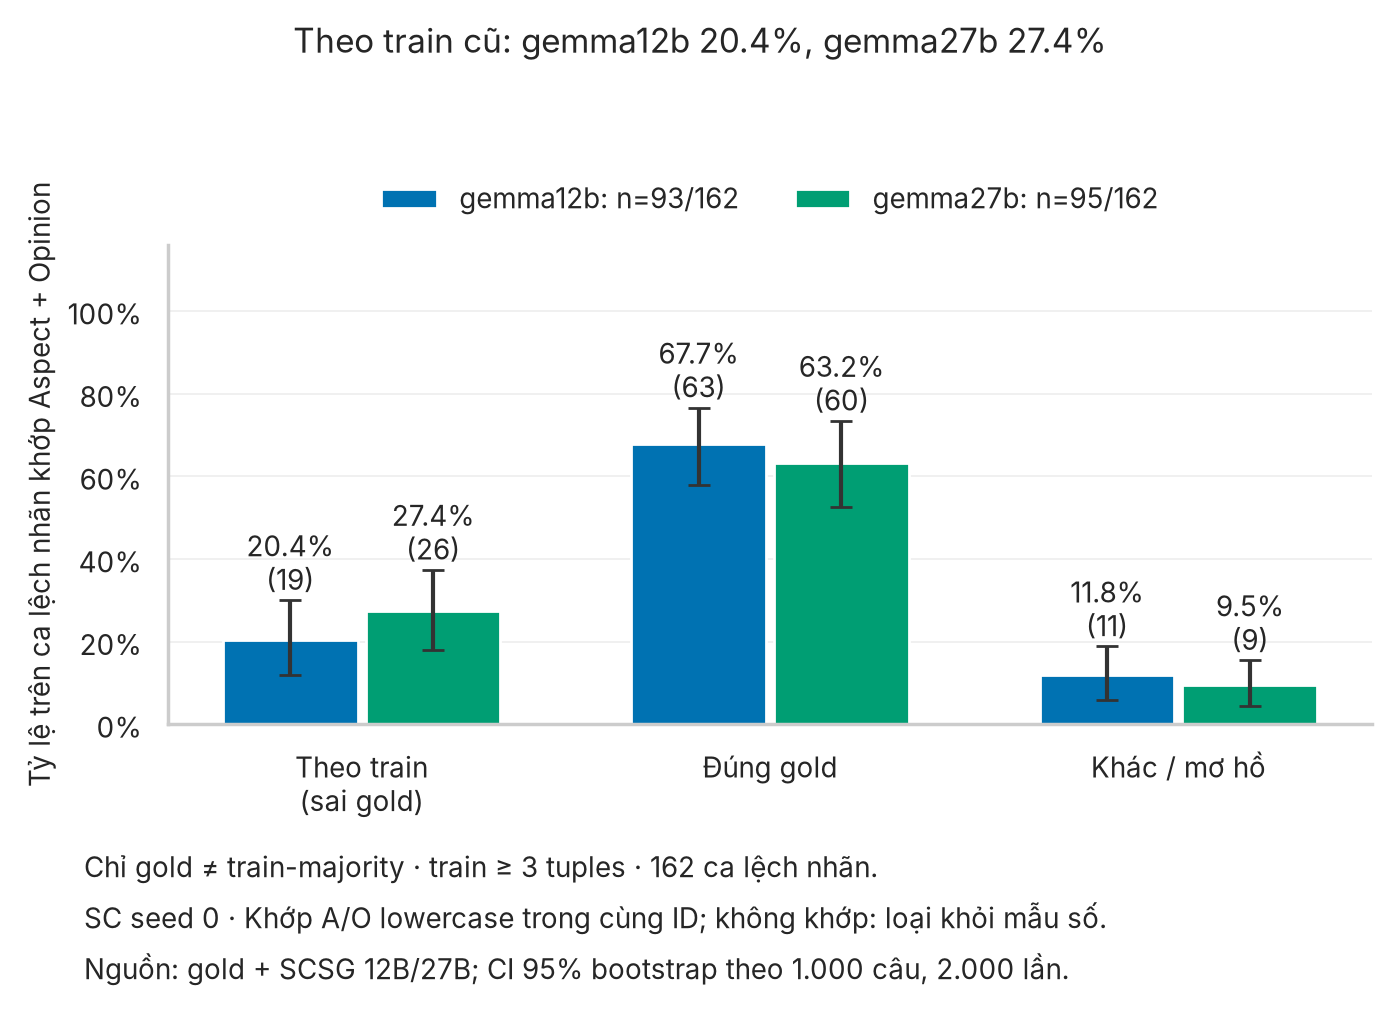 Theo train cũ: gemma12b 20.4%, gemma27b 27.4%
gemma12b: n=93/162
gemma27b: n=95/162
Tỷ lệ trên ca lệch nhãn khớp Aspect + Opinion
100%
80%
60%
40%
20%
0%
20.4%
(19)
27.4%
(26)
67.7%
(63)
63.2%
(60)
11.8%
(11)
9.5%
(9)
Theo train
(sai gold)
Đúng gold
Khác / mơ hồ
Chỉ gold ≠ train-majority · train ≥ 3 tuples · 162 ca lệch nhãn.
SC seed 0 · Khớp A/O lowercase trong cùng ID; không khớp: loại khỏi mẫu số.
Nguồn: gold + SCSG 12B/27B; CI 95% bootstrap theo 1.000 câu, 2.000 lần.